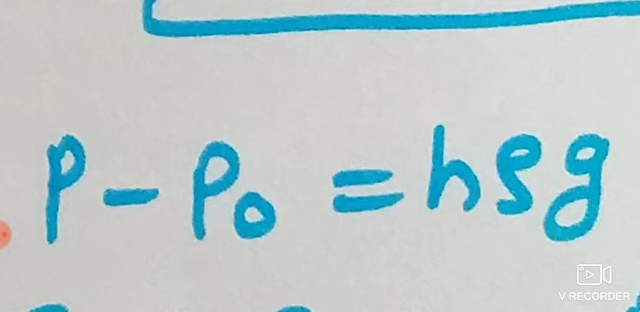 P - P₀ = hρg
V RECORDER